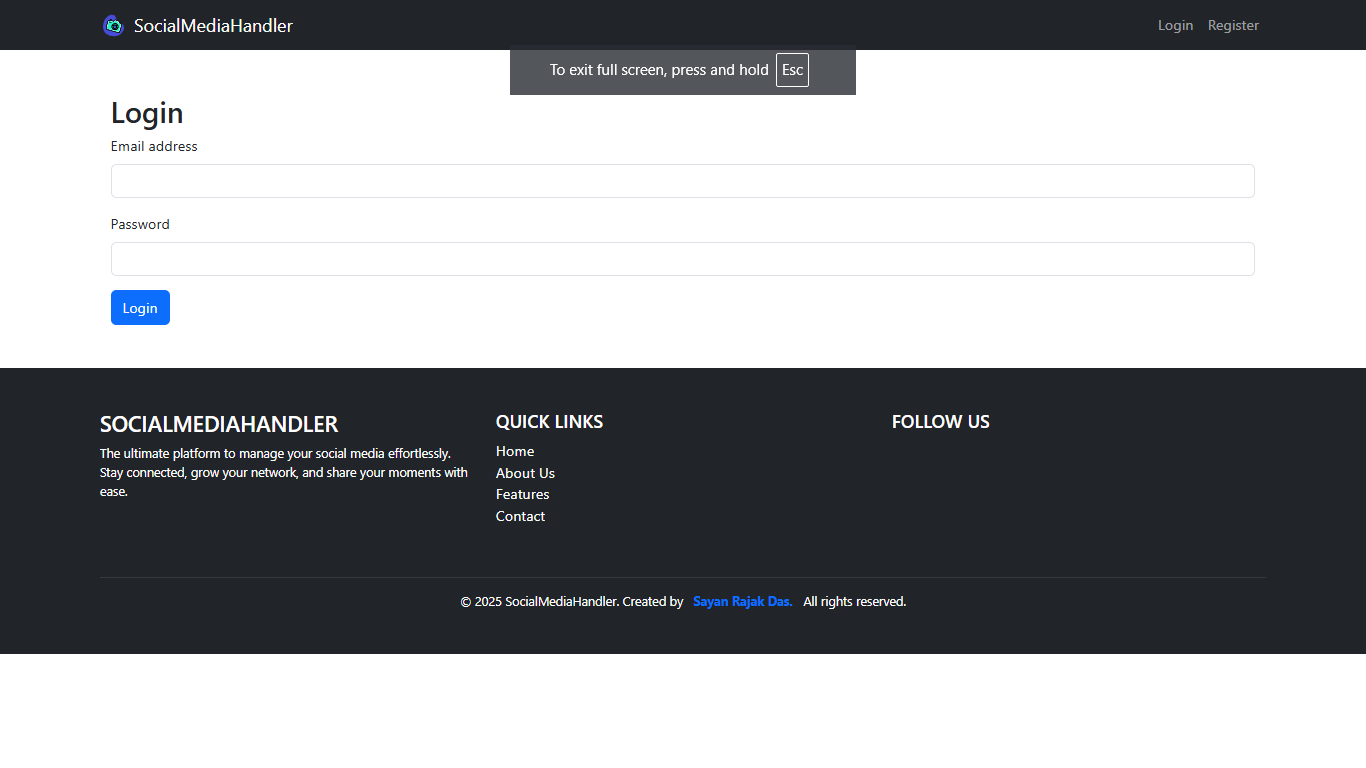 SocialMediaHandler
Login
Register
To exit full screen, press and hold Esc
Login
Email address
Password
Login
SOCIALMEDIAHANDLER
The ultimate platform to manage your social media effortlessly.
Stay connected, grow your network, and share your moments with
ease.
QUICK LINKS
Home
About Us
Features
Contact
FOLLOW US
© 2025 SocialMediaHandler. Created by Sayan Rajak Das. All rights reserved.